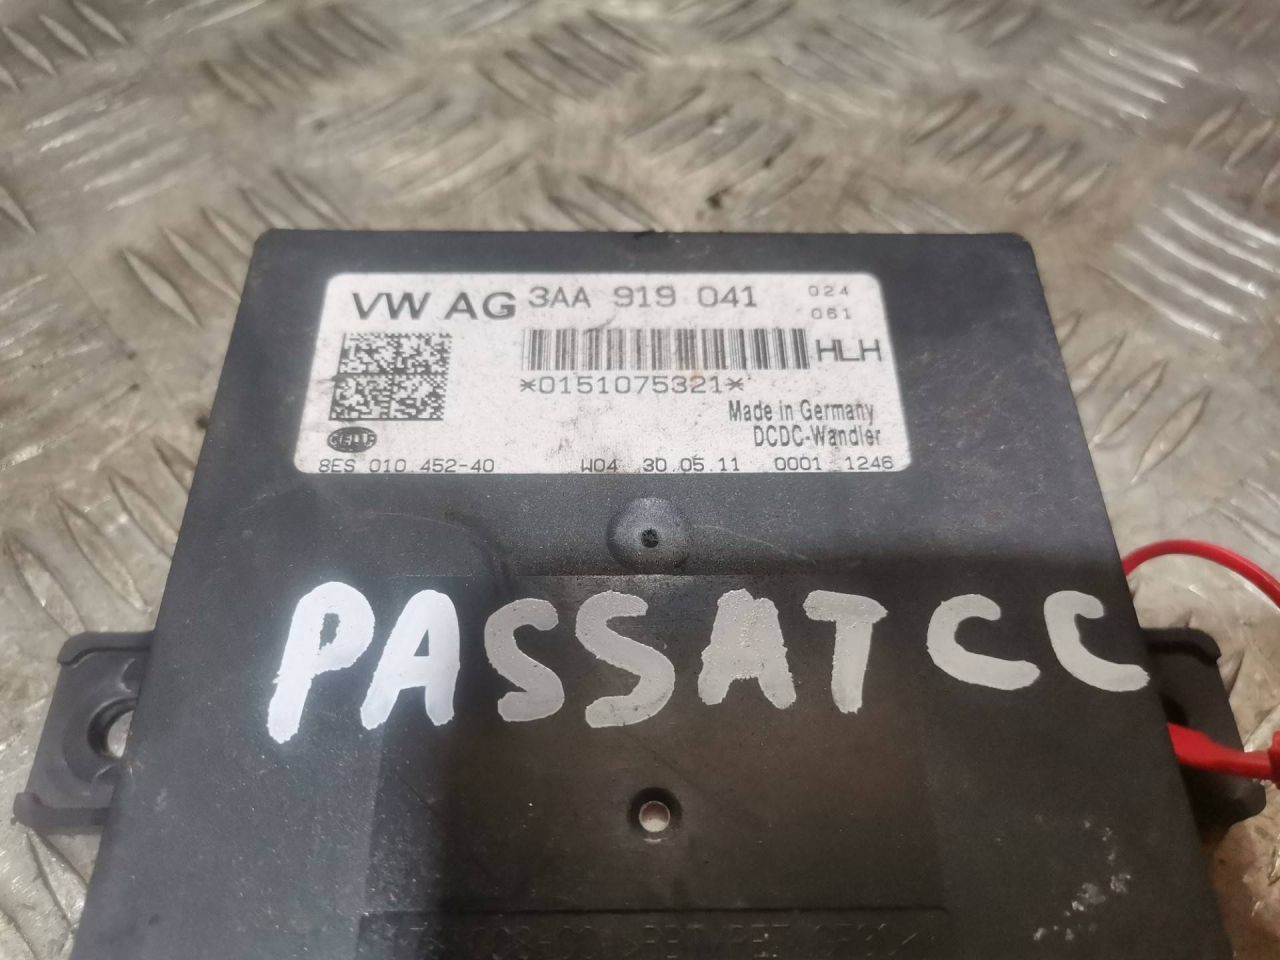 VW AG 3AA 919 041 024
061
HLH
*0151075321*
Made in Germany
HELLA DCDC-Wandler
8ES 010 452-40 W04 30.05.11 0001 1246
PASSAT CC